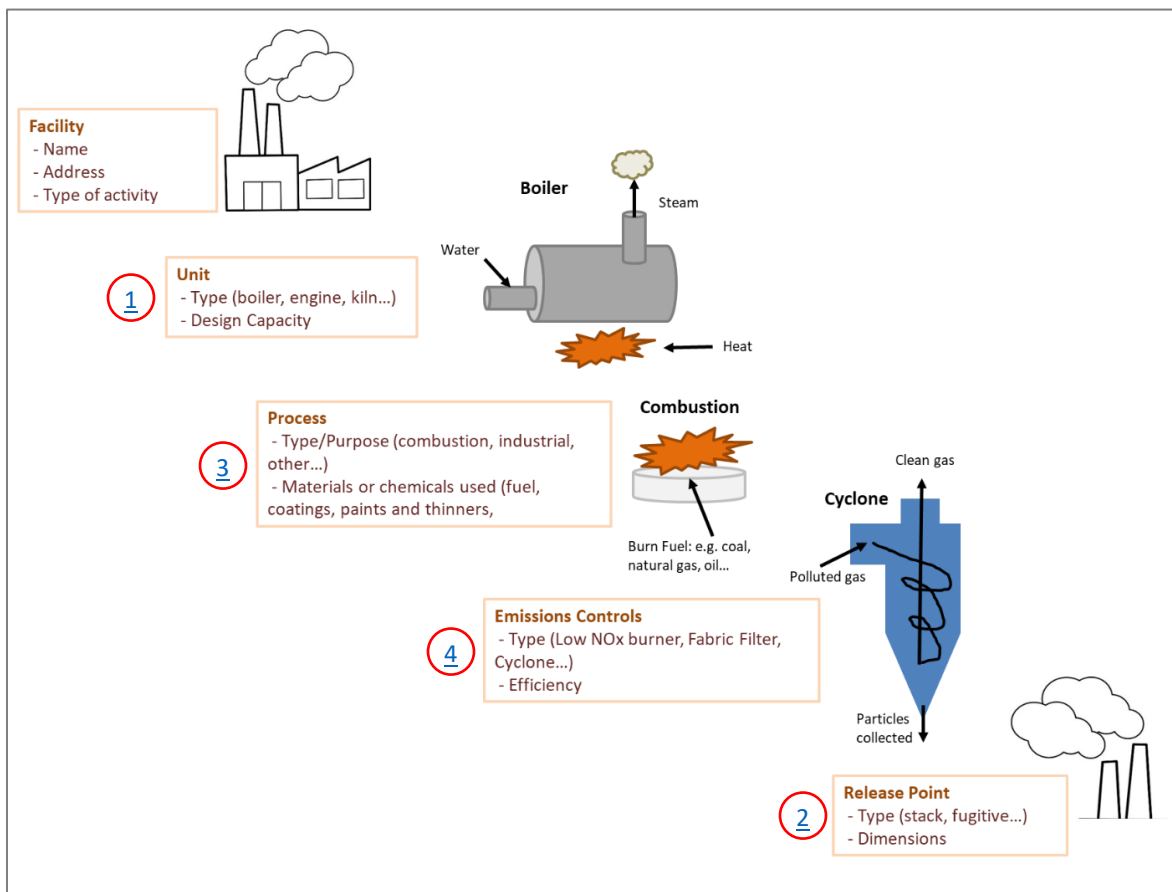 Facility
- Name
- Address
- Type of activity
Boiler
Steam
Water
1
Unit
- Type (boiler, engine, kiln...)
- Design Capacity
Heat
3
Process
- Type/Purpose (combustion, industrial,
other...)
- Materials or chemicals used (fuel,
coatings, paints and thinners,
Combustion
Burn Fuel: e.g. coal,
natural gas, oil...
Clean gas
Cyclone
Polluted gas
4
Emissions Controls
- Type (Low NOx burner, Fabric Filter,
Cyclone...)
- Efficiency
Particles
collected
2
Release Point
- Type (stack, fugitive...)
- Dimensions